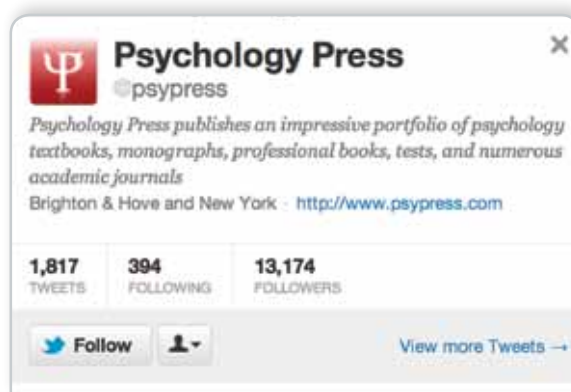 Psychology Press
@psypress
Psychology Press publishes an impressive portfolio of psychology
textbooks, monographs, professional books, tests, and numerous
academic journals
Brighton & Hove and New York · http://www.psypress.com
1,817 394 13,174
TWEETS FOLLOWING FOLLOWERS
Follow
View more Tweets →